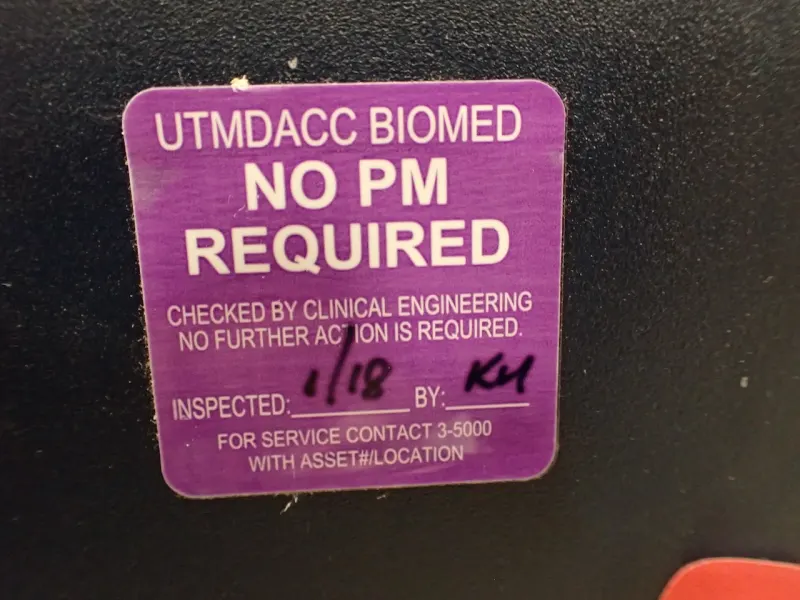 UTMDACC BIOMED
NO PM
REQUIRED
CHECKED BY CLINICAL ENGINEERING
NO FURTHER ACTION IS REQUIRED.
INSPECTED: 1/18 BY: KH
FOR SERVICE CONTACT 3-5000
WITH ASSET#/LOCATION